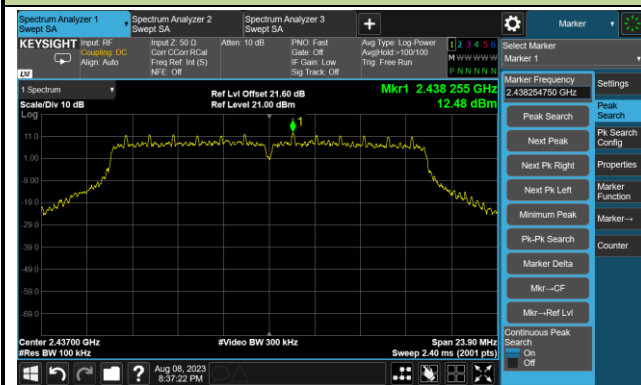 Spectrum Analyzer 1
Swept SA
Spectrum Analyzer 2
Swept SA
Spectrum Analyzer 3
Swept SA
+
Marker
KEYSIGHT
Input: RF
Coupling: DC
Align: Auto
Input Z: 50 Ω
Corr CCorr RCal
Freq Ref: Int (S)
NFE: Off
Atten: 10 dB
PNO: Fast
Gate: Off
IF Gain: Low
Sig Track: Off
Avg Type: Log-Power
Avg|Hold:>100/100
Trig: Free Run
1 2 3 4 5 6
M W W W W W
P N N N N N
LXI
Select Marker
Marker 1
1 Spectrum
Scale/Div 10 dB
Log
Ref Lvl Offset 21.60 dB
Ref Level 21.00 dBm
Mkr1 2.438 255 GHz
12.48 dBm
1
11.0
1.00
-9.00
-19.0
-29.0
-39.0
-49.0
-59.0
-69.0
Center 2.43700 GHz
#Res BW 100 kHz
#Video BW 300 kHz
Span 23.90 MHz
Sweep 2.40 ms (2001 pts)
Marker Frequency
2.438254750 GHz
Peak Search
Next Peak
Next Pk Right
Next Pk Left
Minimum Peak
Pk-Pk Search
Marker Delta
Mkr→CF
Mkr→Ref Lvl
Continuous Peak
Search
On
Off
Settings
Peak
Search
Pk Search
Config
Properties
Marker
Function
Marker→
Counter
?
Aug 08, 2023
8:37:22 PM